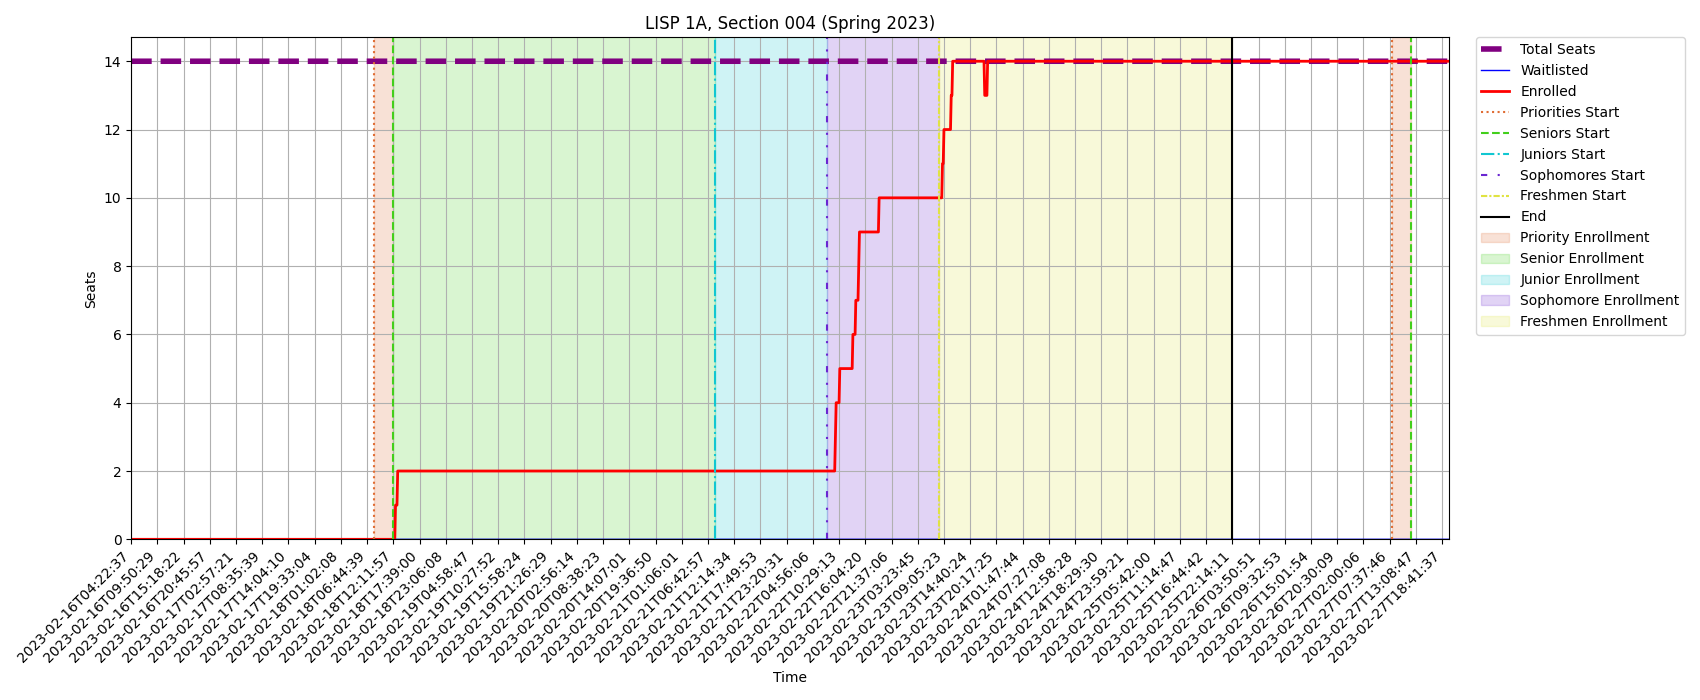 LISP 1A, Section 004 (Spring 2023)
Seats
14
12
10
8
6
4
2
0
2023-02-16T04:22:37
2023-02-16T09:50:29
2023-02-16T15:18:22
2023-02-16T20:45:57
2023-02-17T02:57:21
2023-02-17T08:35:39
2023-02-17T14:04:10
2023-02-17T19:33:04
2023-02-18T01:02:08
2023-02-18T06:44:39
2023-02-18T12:11:57
2023-02-18T17:39:00
2023-02-18T23:06:08
2023-02-19T04:58:47
2023-02-19T10:27:52
2023-02-19T15:58:24
2023-02-19T21:26:29
2023-02-20T02:56:14
2023-02-20T08:38:23
2023-02-20T14:07:01
2023-02-20T19:36:50
2023-02-21T01:06:01
2023-02-21T06:42:57
2023-02-21T12:14:34
2023-02-21T17:49:53
2023-02-21T23:20:31
2023-02-22T04:56:06
2023-02-22T10:29:13
2023-02-22T16:04:20
2023-02-22T21:37:06
2023-02-22T23:23:45
2023-02-23T09:05:23
2023-02-23T14:40:24
2023-02-23T20:17:25
2023-02-24T01:47:44
2023-02-24T07:27:08
2023-02-24T12:58:28
2023-02-24T18:29:30
2023-02-24T23:59:21
2023-02-25T05:42:00
2023-02-25T11:14:47
2023-02-25T16:44:42
2023-02-25T22:14:11
2023-02-26T03:50:51
2023-02-26T09:32:53
2023-02-26T15:01:54
2023-02-26T20:30:09
2023-02-27T02:00:06
2023-02-27T07:37:46
2023-02-27T13:08:47
2023-02-27T18:41:37
Time
Total Seats
Waitlisted
Enrolled
Priorities Start
Seniors Start
Juniors Start
Sophomores Start
Freshmen Start
End
Priority Enrollment
Senior Enrollment
Junior Enrollment
Sophomore Enrollment
Freshmen Enrollment